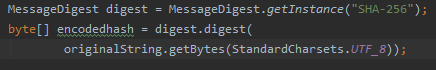 MessageDigest digest = MessageDigest.getInstance("SHA-256");
byte[] encodedhash = digest.digest(
originalString.getBytes(StandardCharsets.UTF_8));